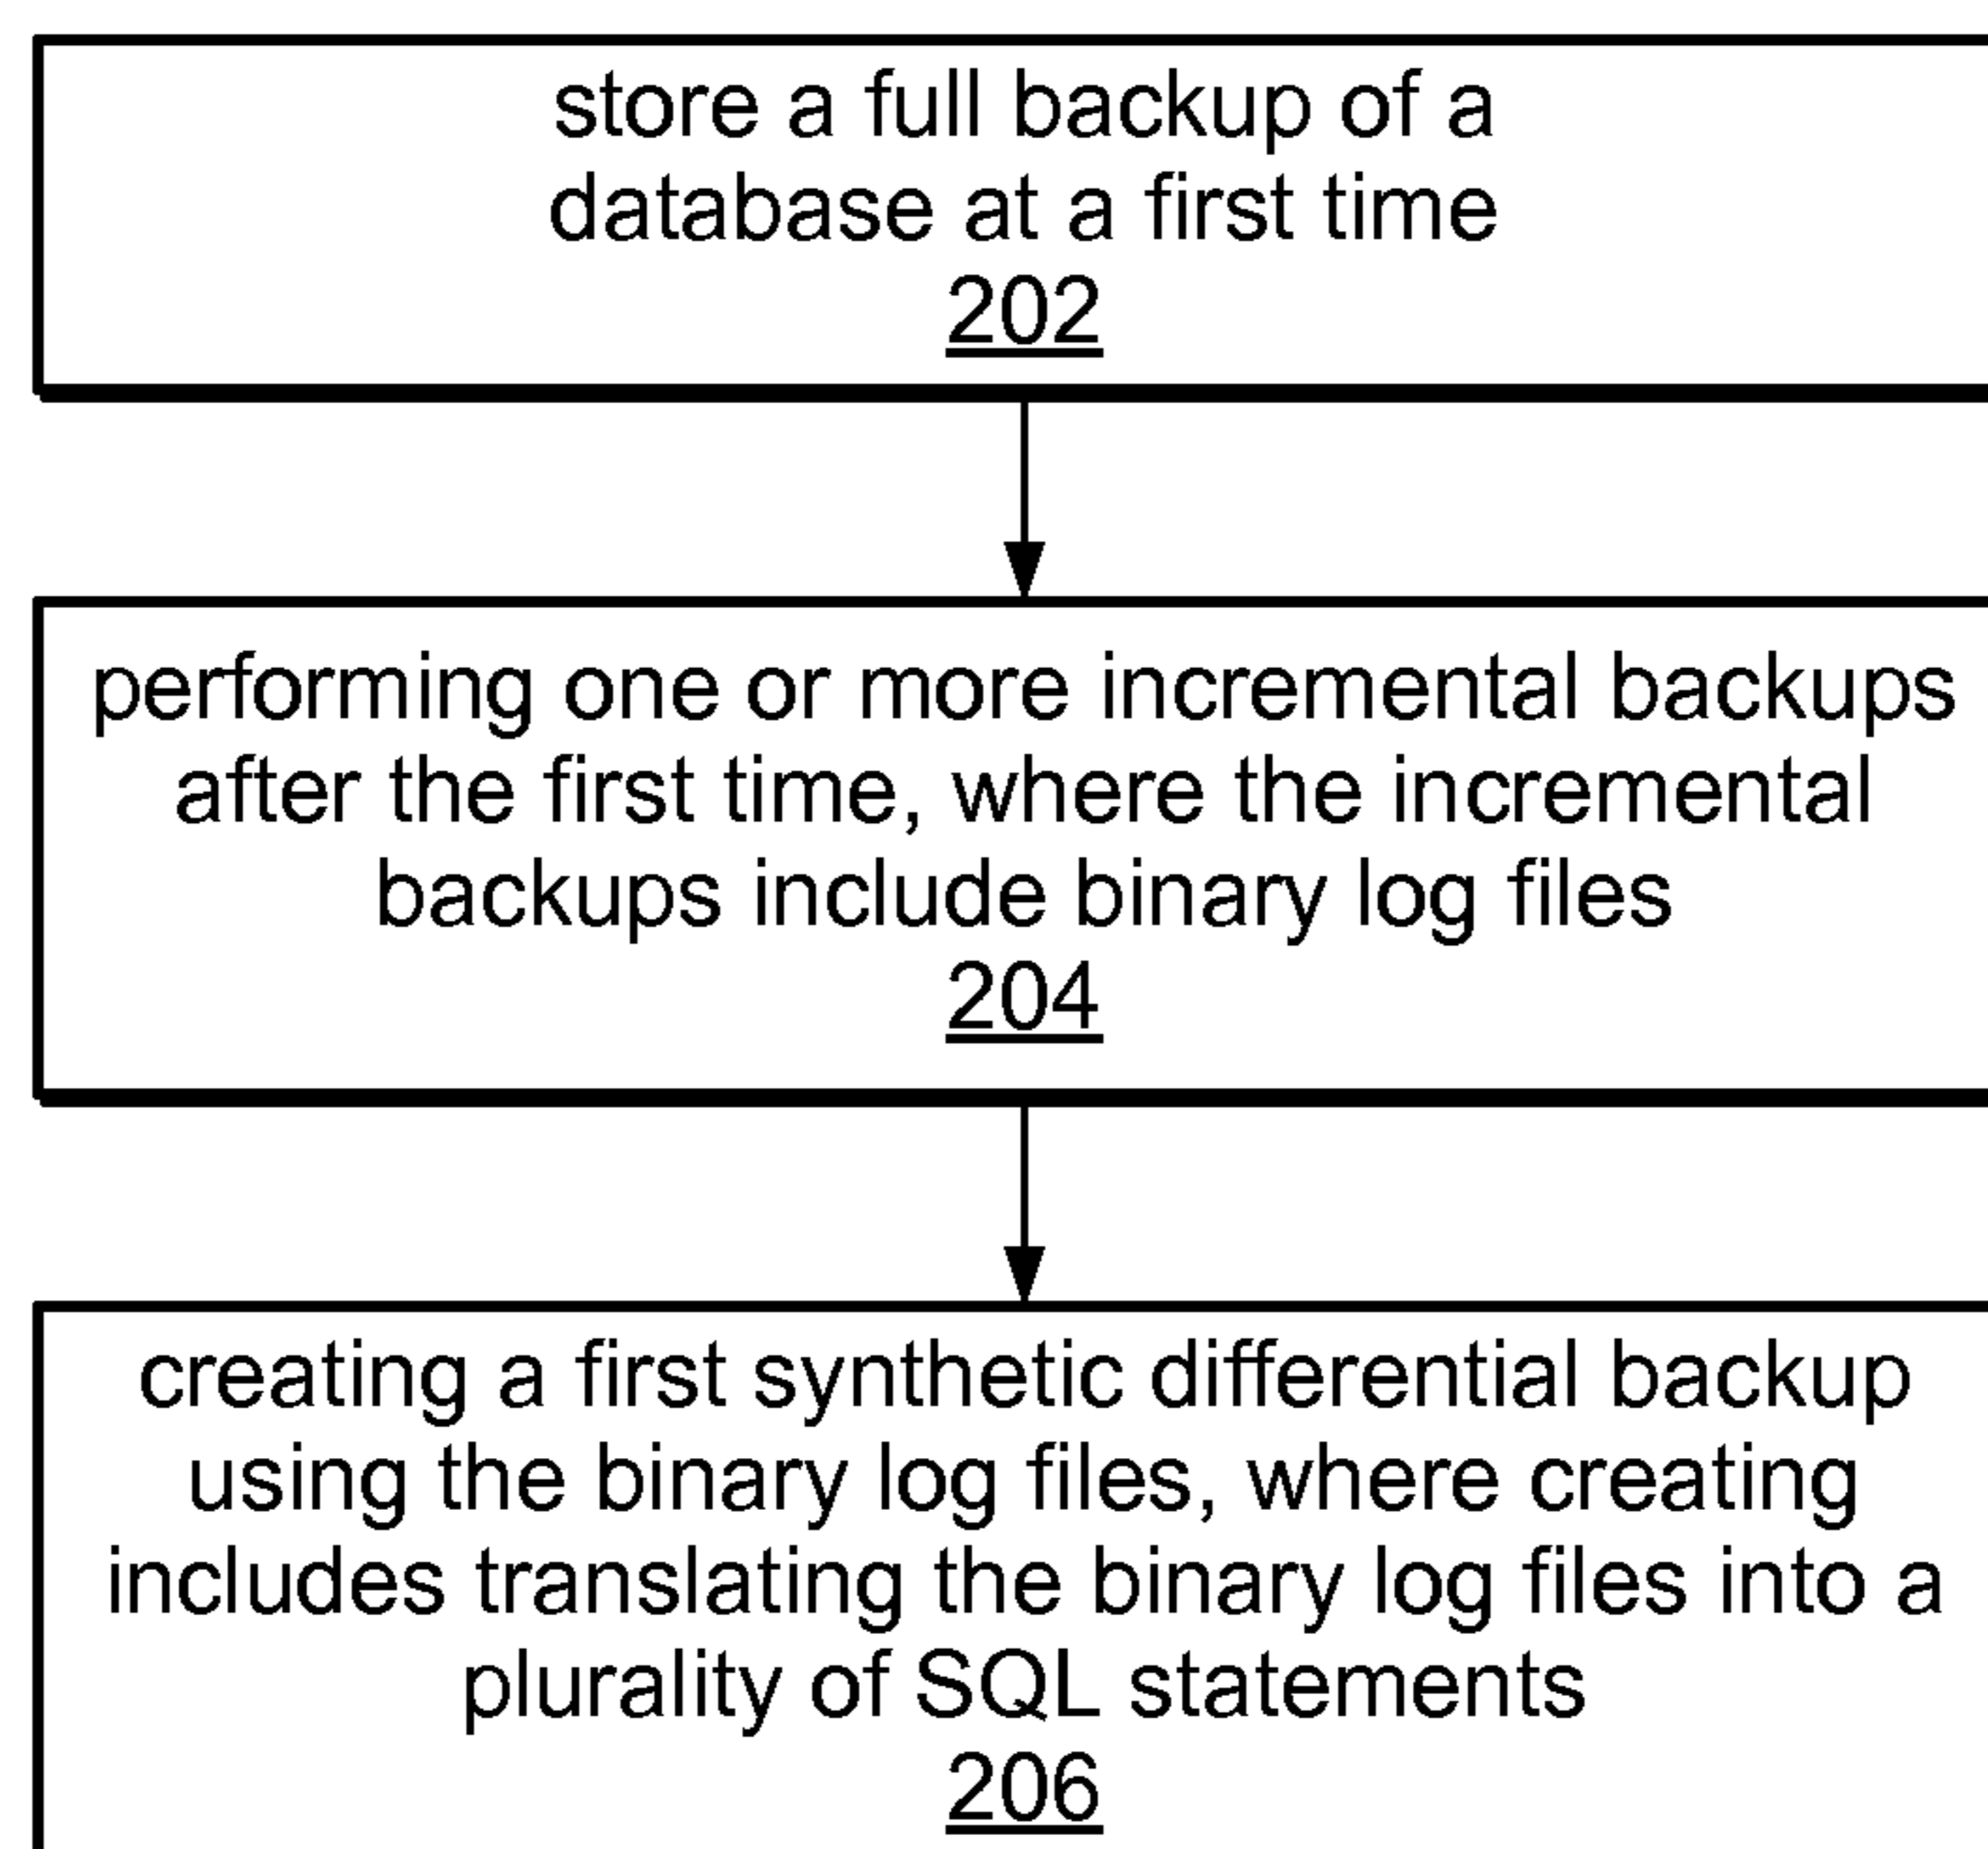 store a full backup of a
database at a first time
202
performing one or more incremental backups
after the first time, where the incremental
backups include binary log files
204
creating a first synthetic differential backup
using the binary log files, where creating
includes translating the binary log files into a
plurality of SQL statements
206